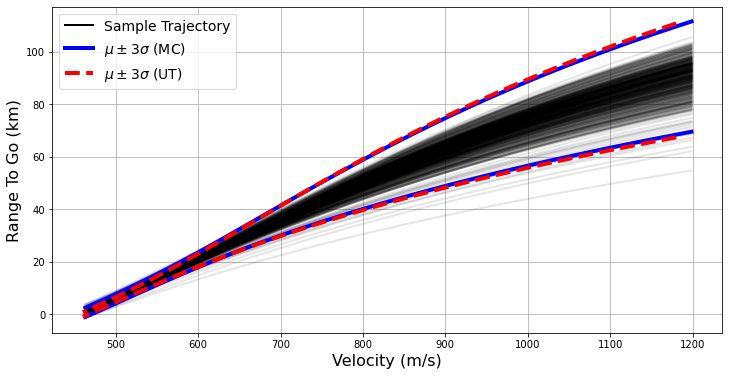 Sample Trajectory
μ ± 3σ (MC)
μ ± 3σ (UT)
Range To Go (km)
100
80
60
40
20
0
500 600 700 800 900 1000 1100 1200
Velocity (m/s)